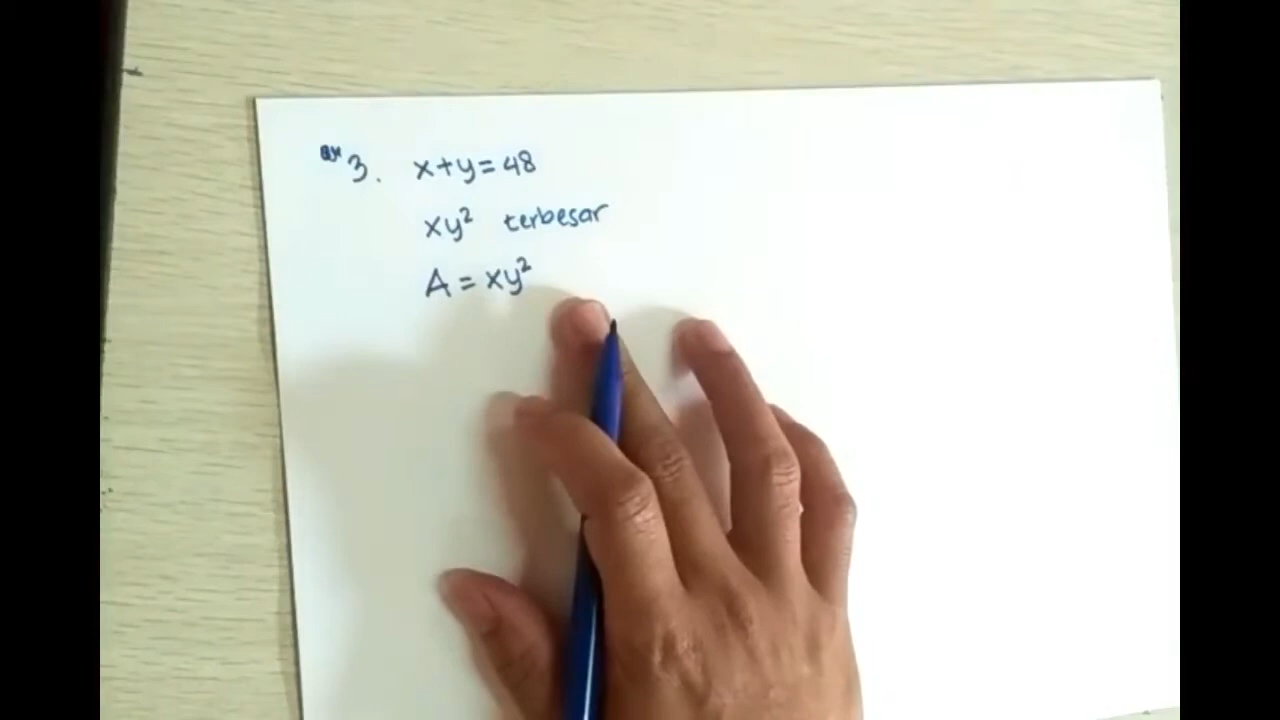 3. x+y=48
xy² terbesar
A = xy²